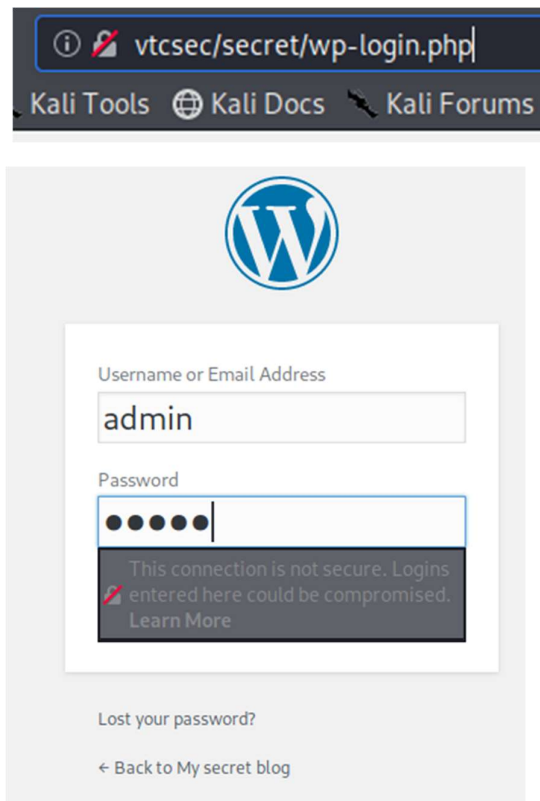 vtcsec/secret/wp-login.php
Kali Tools Kali Docs Kali Forums
Username or Email Address
admin
Password
This connection is not secure. Logins
entered here could be compromised.
Learn More
Lost your password?
← Back to My secret blog